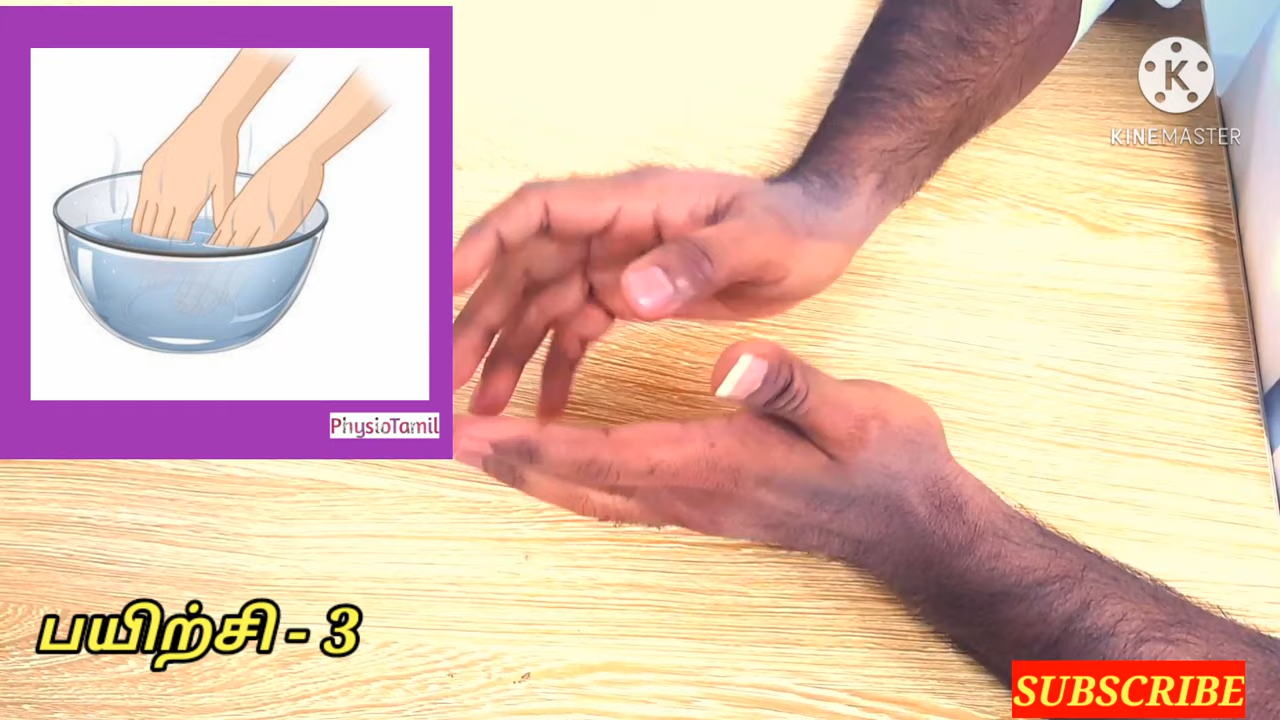 K
KINEMASTER
PhysioTamil
பயிற்சி - 3
SUBSCRIBE